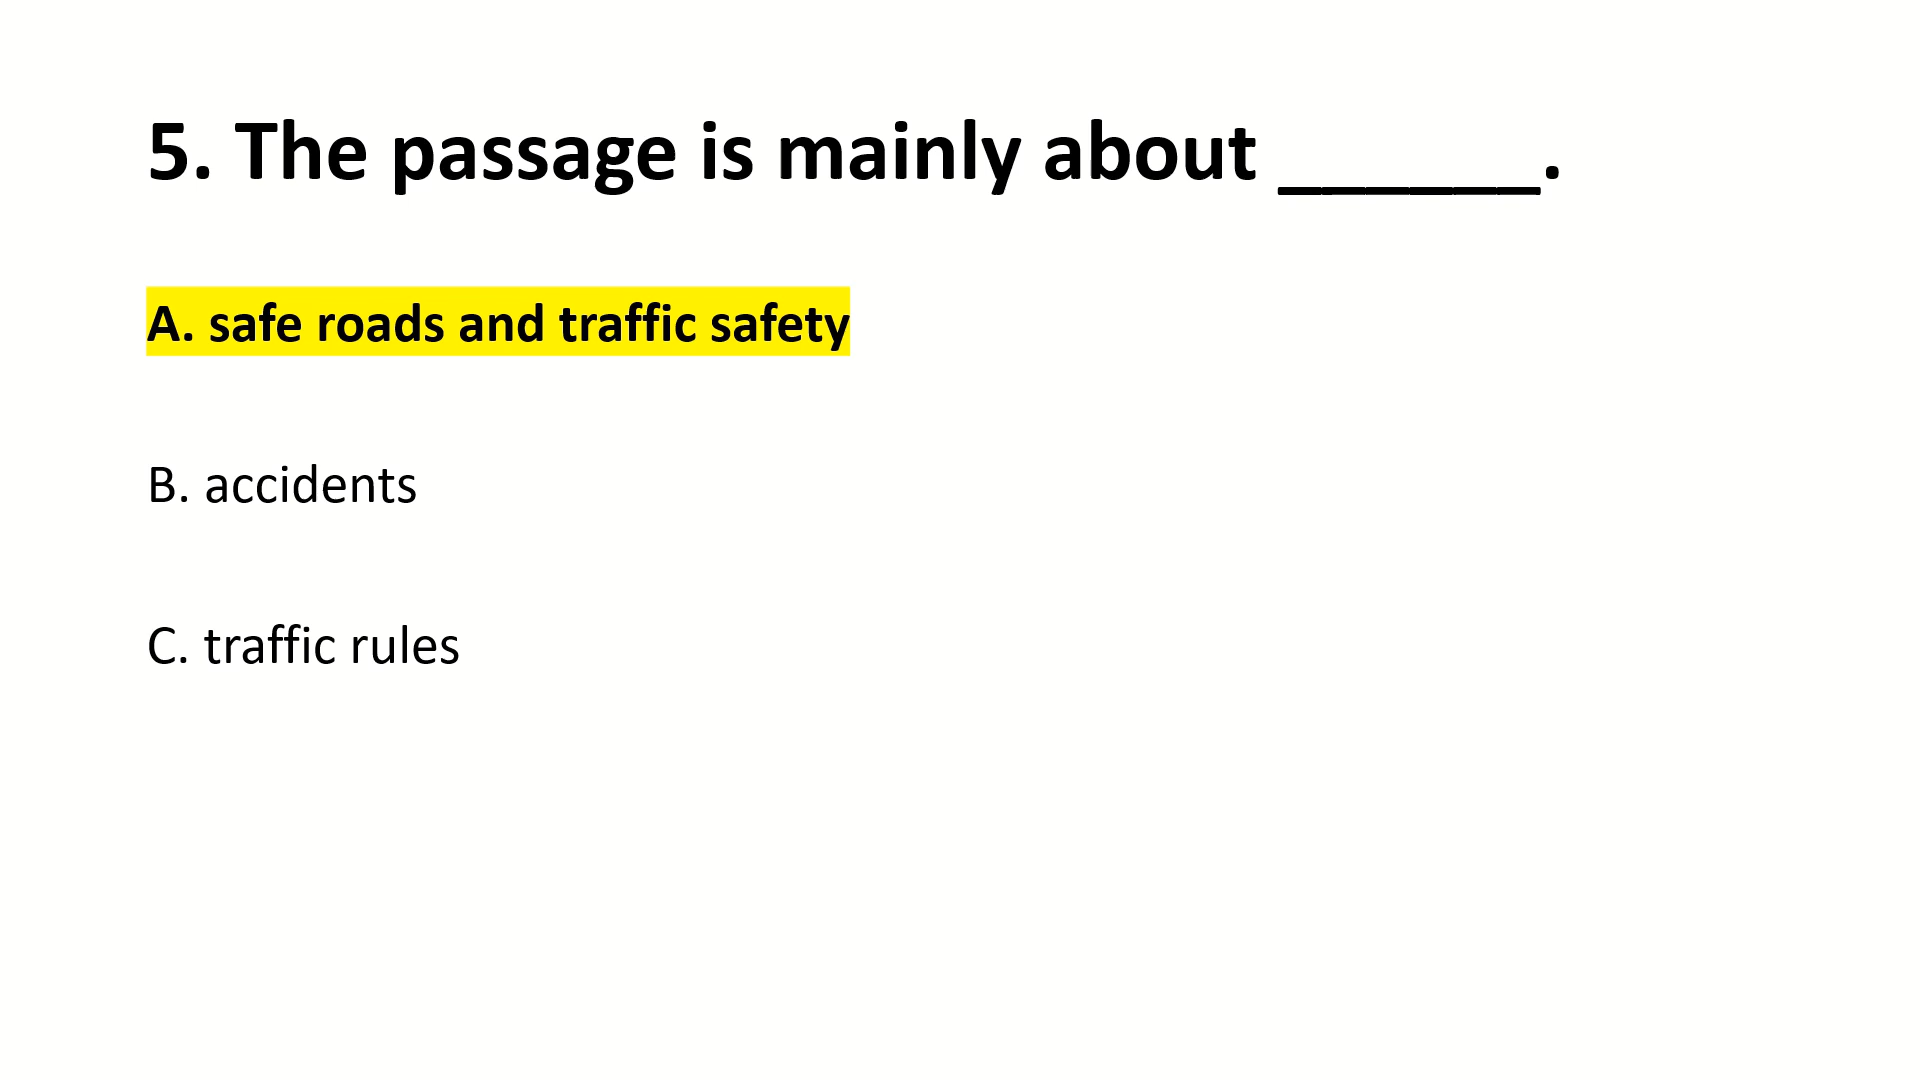 5. The passage is mainly about ______.
A. safe roads and traffic safety
B. accidents
C. traffic rules